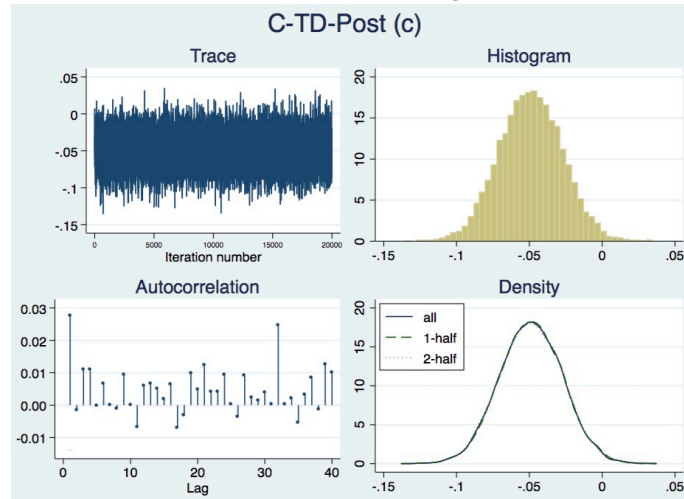 C-TD-Post (c)
Trace
.05
0
-.05
-.1
-.15
0 5000 10000 15000 20000
Iteration number
Histogram
20
15
10
5
0
-.15 -.1 -.05 0 .05
Autocorrelation
0.03
0.02
0.01
0.00
-0.01
0 10 20 30 40
Lag
Density
all
1-half
2-half
20
15
10
5
0
-.15 -.1 -.05 0 .05